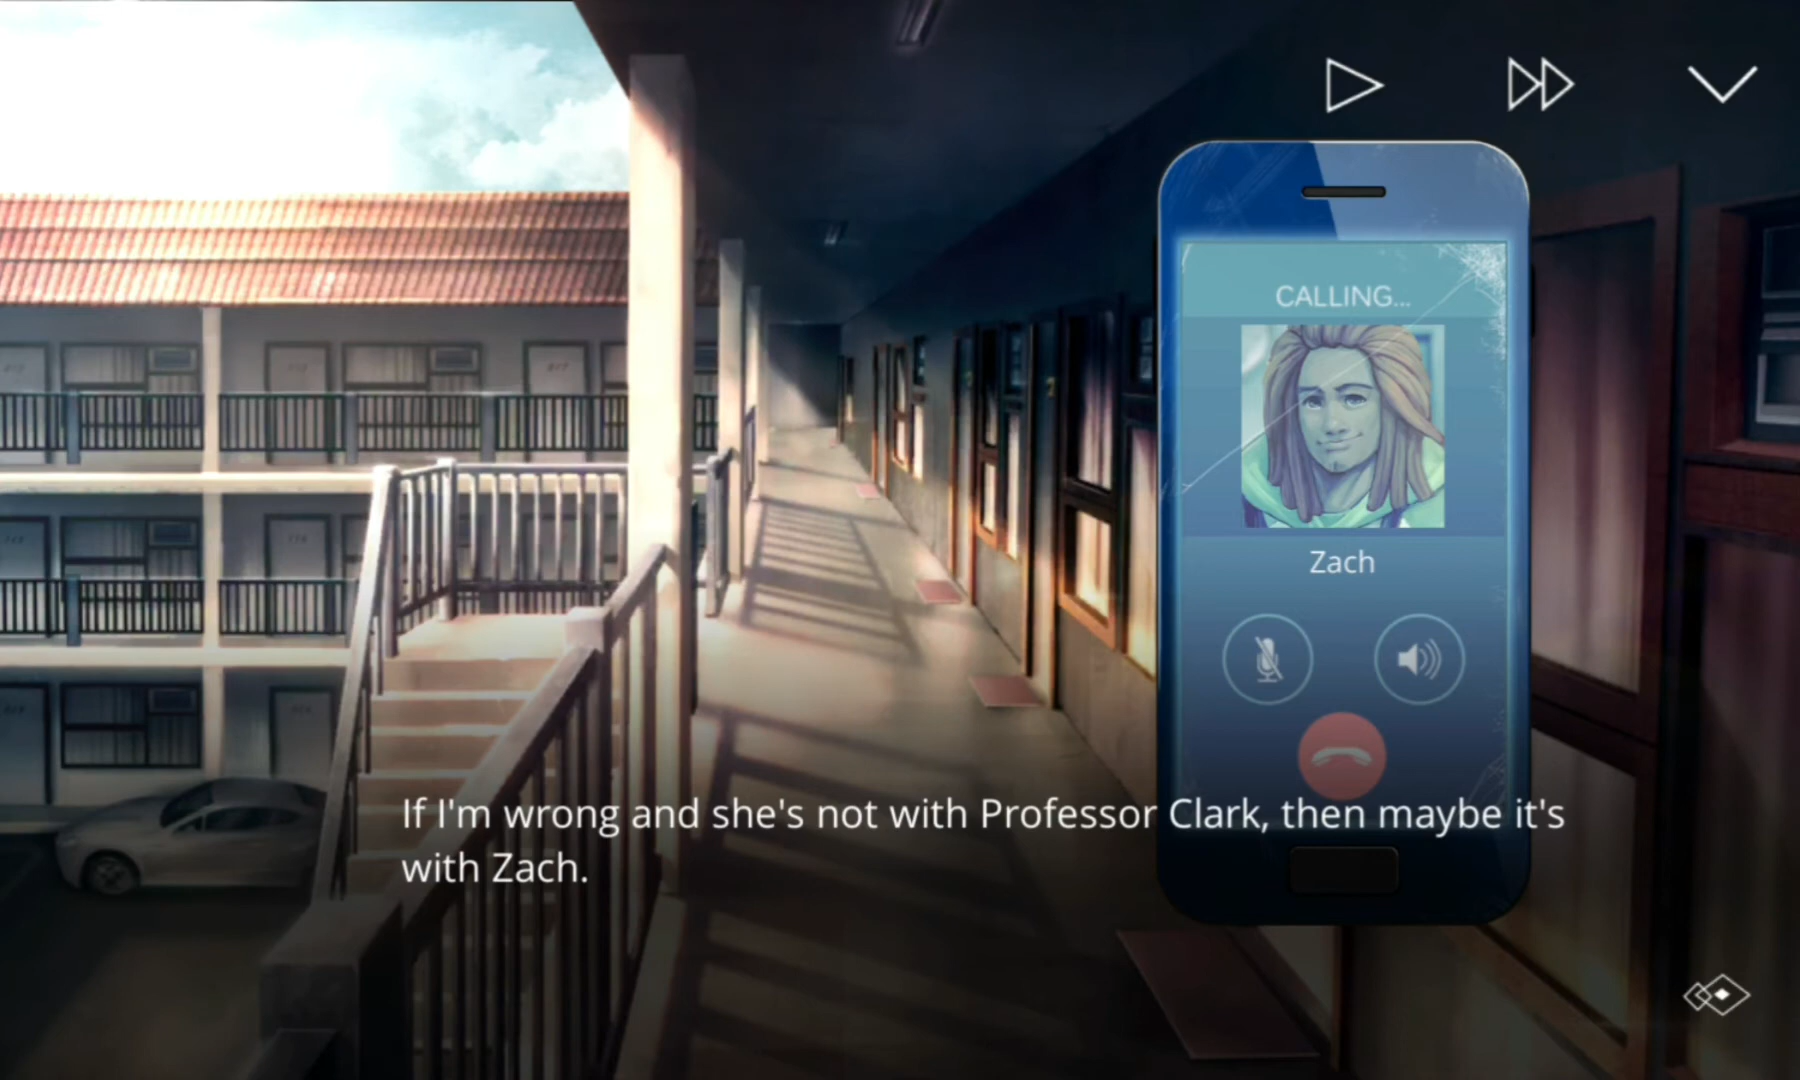 CALLING...
Zach
If I'm wrong and she's not with Professor Clark, then maybe it's
with Zach.